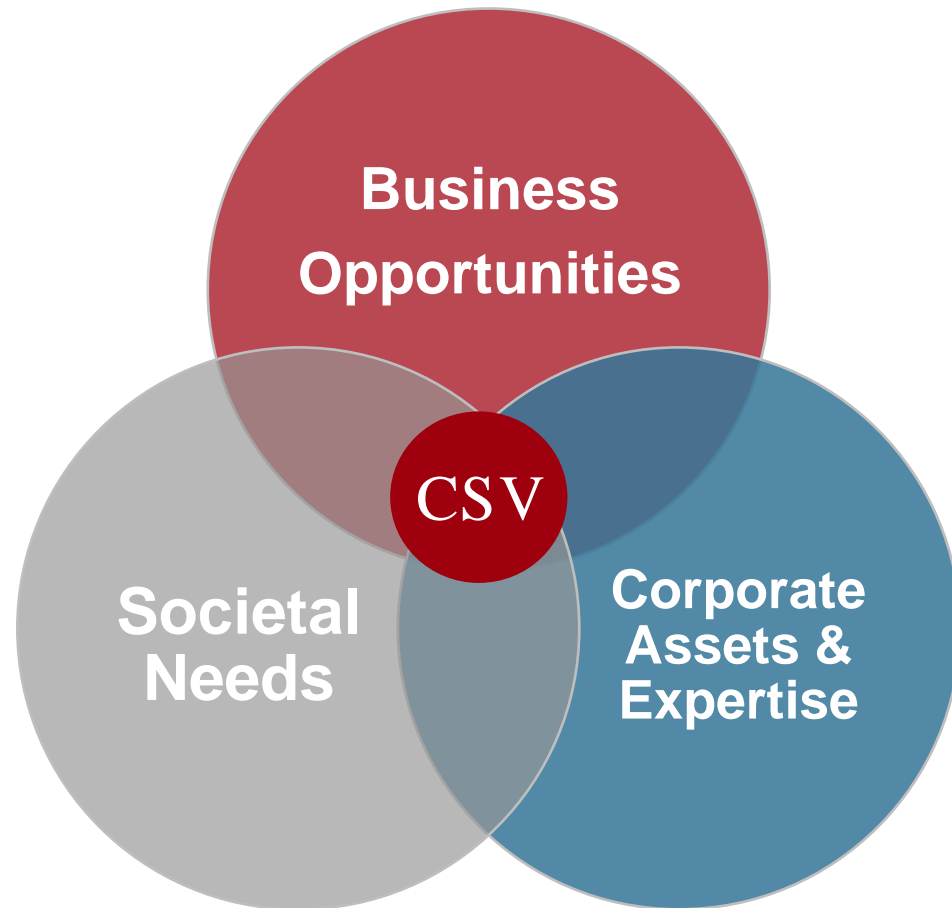 Business
Opportunities
CSV
Societal
Needs
Corporate
Assets &
Expertise